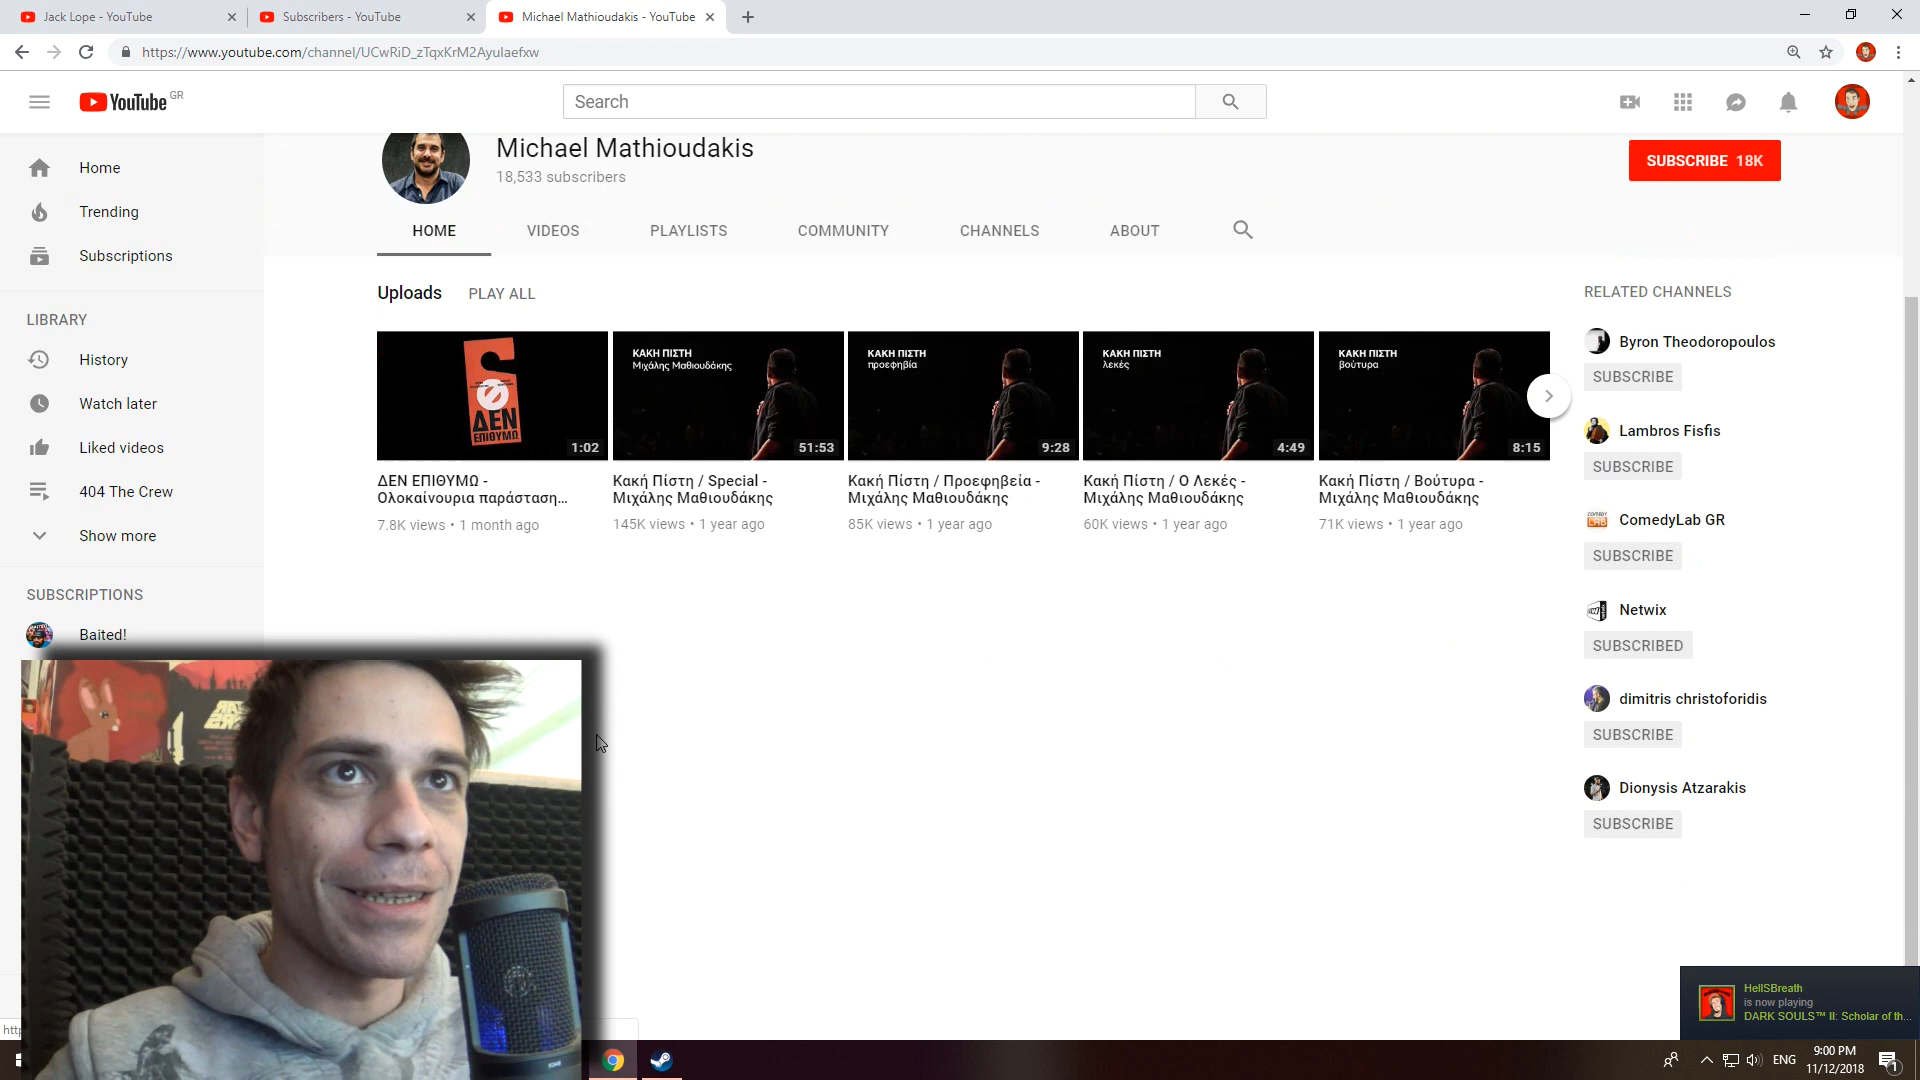 Jack Lope - YouTube
Subscribers - YouTube
Michael Mathioudakis - YouTube
https://www.youtube.com/channel/UCwRiD_zTqxKrM2Ayulaefxw
YouTube GR
Search
Michael Mathioudakis
18,533 subscribers
SUBSCRIBE 18K
HOME
VIDEOS
PLAYLISTS
COMMUNITY
CHANNELS
ABOUT
Home
Trending
Subscriptions
LIBRARY
History
Watch later
Liked videos
404 The Crew
Show more
SUBSCRIPTIONS
Baited!
Uploads
PLAY ALL
ΔΕΝ
ΕΠΙΘΥΜΩ
1:02
ΔΕΝ ΕΠΙΘΥΜΩ -
Ολοκαίνουρια παράσταση...
7.8K views • 1 month ago
ΚΑΚΗ ΠΙΣΤΗ
Μιχάλης Μαθιουδάκης
51:53
Κακή Πίστη / Special -
Μιχάλης Μαθιουδάκης
145K views • 1 year ago
ΚΑΚΗ ΠΙΣΤΗ
προεφηβία
9:28
Κακή Πίστη / Προεφηβεία -
Μιχάλης Μαθιουδάκης
85K views • 1 year ago
ΚΑΚΗ ΠΙΣΤΗ
λεκές
4:49
Κακή Πίστη / Ο Λεκές -
Μιχάλης Μαθιουδάκης
60K views • 1 year ago
ΚΑΚΗ ΠΙΣΤΗ
βούτυρα
8:15
Κακή Πίστη / Βούτυρα -
Μιχάλης Μαθιουδάκης
71K views • 1 year ago
RELATED CHANNELS
Byron Theodoropoulos
SUBSCRIBE
Lambros Fisfis
SUBSCRIBE
ComedyLab GR
SUBSCRIBE
Netwix
SUBSCRIBED
dimitris christoforidis
SUBSCRIBE
Dionysis Atzarakis
SUBSCRIBE
HellSBreath
is now playing
DARK SOULS™ II: Scholar of th...
ENG
9:00 PM
11/12/2018
1